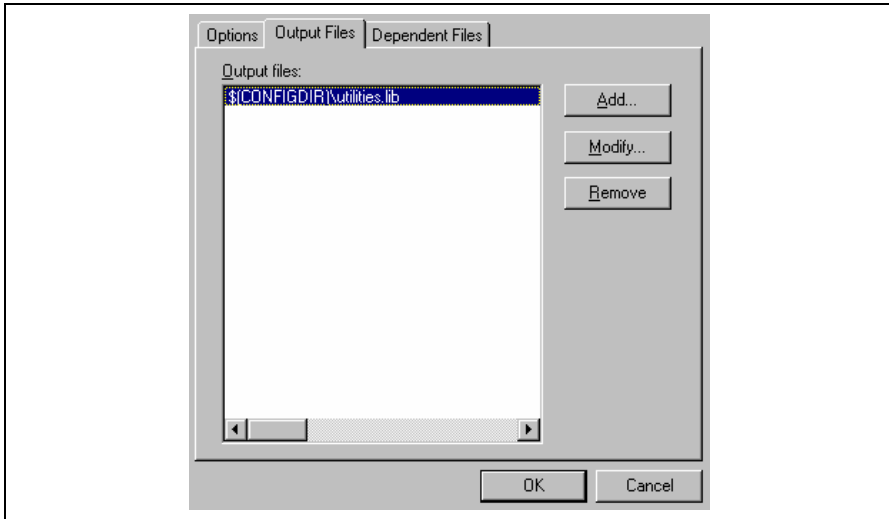 Options Output Files Dependent Files
Output files:
$(CONFIGDIR)\utilities.lib
Add...
Modify...
Remove
OK Cancel